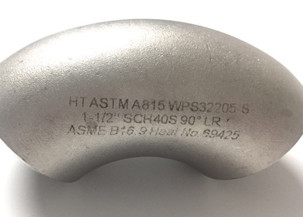 HT ASTM A815 WPS32205-S
1-1/2" SCH40S 90° LR
ASME B16.9 Heat No 69425